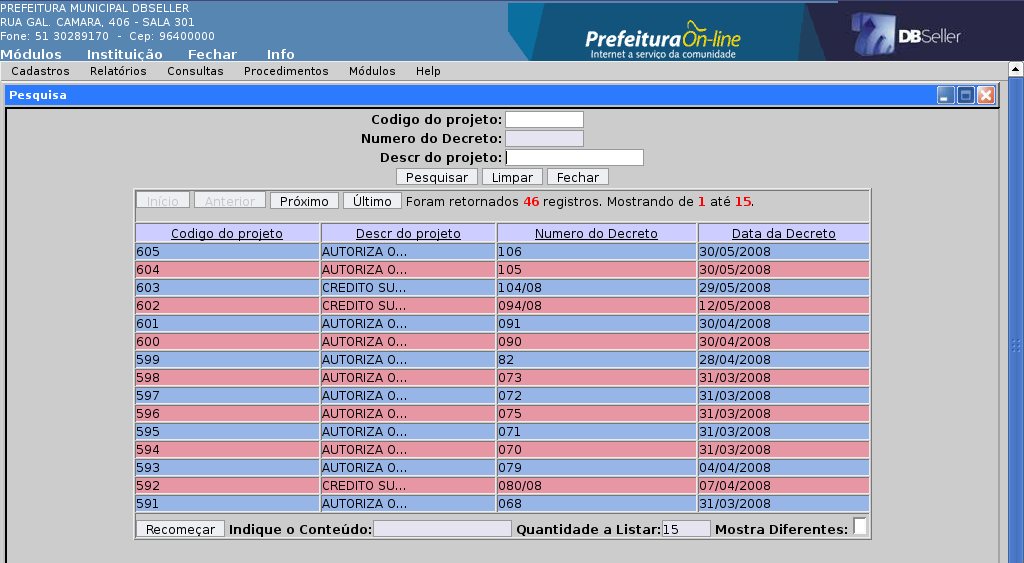 PREFEITURA MUNICIPAL DBSELLER
RUA GAL. CAMARA, 406 - SALA 301
Fone: 51 30289170 - Cep: 96400000
PrefeituraOn-line
Internet a serviço da comunidade
DBSeller
Módulos Instituição Fechar Info
Cadastros Relatórios Consultas Procedimentos Módulos Help
Pesquisa
Codigo do projeto:
Numero do Decreto:
Descr do projeto:
Pesquisar Limpar Fechar
Início Anterior Próximo Último Foram retornados 46 registros. Mostrando de 1 até 15.
Codigo do projeto Descr do projeto Numero do Decreto Data da Decreto
605 AUTORIZA O... 106 30/05/2008
604 AUTORIZA O... 105 30/05/2008
603 CREDITO SU... 104/08 29/05/2008
602 CREDITO SU... 094/08 12/05/2008
601 AUTORIZA O... 091 30/04/2008
600 AUTORIZA O... 090 30/04/2008
599 AUTORIZA O... 82 28/04/2008
598 AUTORIZA O... 073 31/03/2008
597 AUTORIZA O... 072 31/03/2008
596 AUTORIZA O... 075 31/03/2008
595 AUTORIZA O... 071 31/03/2008
594 AUTORIZA O... 070 31/03/2008
593 AUTORIZA O... 079 04/04/2008
592 CREDITO SU... 080/08 07/04/2008
591 AUTORIZA O... 068 31/03/2008
Recomeçar Indique o Conteúdo: Quantidade a Listar: 15 Mostra Diferentes: